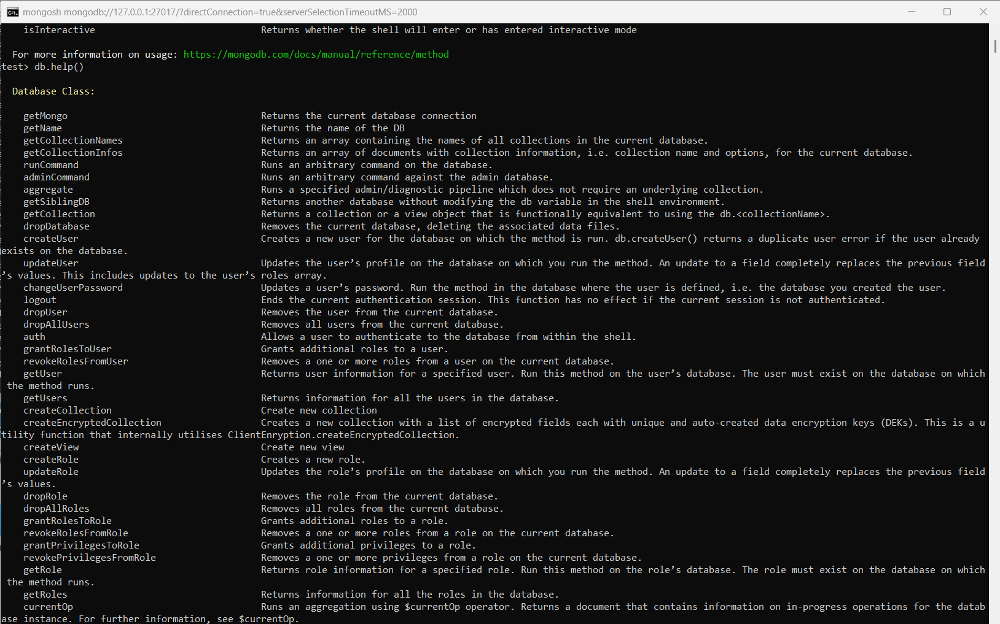 mongosh mongodb://127.0.0.1:27017/?directConnection=true&serverSelectionTimeoutMS=2000
isInteractive Returns whether the shell will enter or has entered interactive mode
For more information on usage: https://mongodb.com/docs/manual/reference/method
test> db.help()
Database Class:
getMongo Returns the current database connection
getName Returns the name of the DB
getCollectionNames Returns an array containing the names of all collections in the current database.
getCollectionInfos Returns an array of documents with collection information, i.e. collection name and options, for the current database.
runCommand Runs an arbitrary command on the database.
adminCommand Runs an arbitrary command against the admin database.
aggregate Runs a specified admin/diagnostic pipeline which does not require an underlying collection.
getSiblingDB Returns another database without modifying the db variable in the shell environment.
getCollection Returns a collection or a view object that is functionally equivalent to using the db.<collectionName>.
dropDatabase Removes the current database, deleting the associated data files.
createUser Creates a new user for the database on which the method is run. db.createUser() returns a duplicate user error if the user already
exists on the database.
updateUser Updates the user’s profile on the database on which you run the method. An update to a field completely replaces the previous field
’s values. This includes updates to the user’s roles array.
changeUserPassword Updates a user’s password. Run the method in the database where the user is defined, i.e. the database you created the user.
logout Ends the current authentication session. This function has no effect if the current session is not authenticated.
dropUser Removes the user from the current database.
dropAllUsers Removes all users from the current database.
auth Allows a user to authenticate to the database from within the shell.
grantRolesToUser Grants additional roles to a user.
revokeRolesFromUser Removes a one or more roles from a user on the current database.
getUser Returns user information for a specified user. Run this method on the user’s database. The user must exist on the database on which
the method runs.
getUsers Returns information for all the users in the database.
createCollection Create new collection
createEncryptedCollection Creates a new collection with a list of encrypted fields each with unique and auto-created data encryption keys (DEKs). This is a u
tility function that internally utilises ClientEnryption.createEncryptedCollection.
createView Create new view
createRole Creates a new role.
updateRole Updates the role’s profile on the database on which you run the method. An update to a field completely replaces the previous field
’s values.
dropRole Removes the role from the current database.
dropAllRoles Removes all roles from the current database.
grantRolesToRole Grants additional roles to a role.
revokeRolesFromRole Removes a one or more roles from a role on the current database.
grantPrivilegesToRole Grants additional privileges to a role.
revokePrivilegesFromRole Removes a one or more privileges from a role on the current database.
getRole Returns role information for a specified role. Run this method on the role’s database. The role must exist on the database on which
the method runs.
getRoles Returns information for all the roles in the database.
currentOp Runs an aggregation using $currentOp operator. Returns a document that contains information on in-progress operations for the datab
ase instance. For further information, see $currentOp.